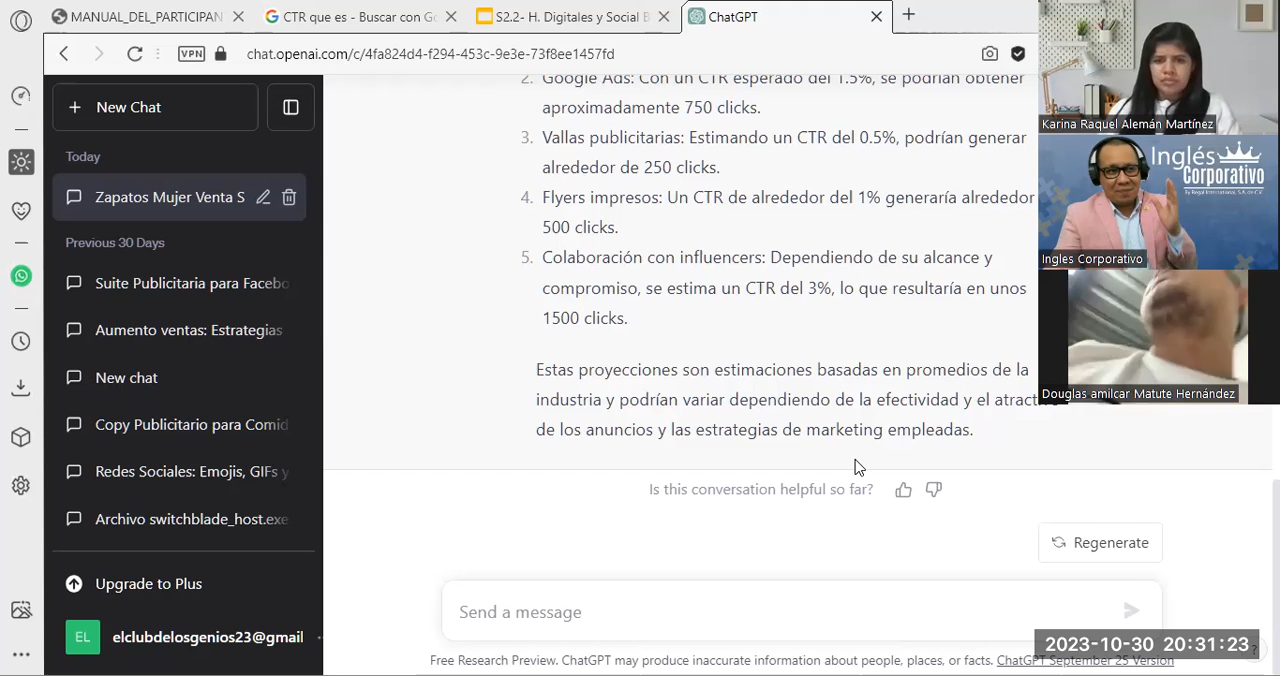 MANUAL_DEL_PARTICIPAN
CTR que es - Buscar con Go
S2.2- H. Digitales y Social B
ChatGPT
VPN
chat.openai.com/c/4fa824d4-f294-453c-9e3e-73f8ee1457fd
New Chat
Today
Zapatos Mujer Venta S
Previous 30 Days
Suite Publicitaria para Facebo
Aumento ventas: Estrategias
New chat
Copy Publicitario para Comid
Redes Sociales: Emojis, GIFs y
Archivo switchblade_host.exe
Upgrade to Plus
EL
elclubdelosgenios23@gmail
2. Google Ads: Con un CTR esperado del 1.5%, se podrían obtener
aproximadamente 750 clicks.
3. Vallas publicitarias: Estimando un CTR del 0.5%, podrían generar
alrededor de 250 clicks.
4. Flyers impresos: Un CTR de alrededor del 1% generaría alrededor
500 clicks.
5. Colaboración con influencers: Dependiendo de su alcance y
compromiso, se estima un CTR del 3%, lo que resultaría en unos
1500 clicks.
Estas proyecciones son estimaciones basadas en promedios de la
industria y podrían variar dependiendo de la efectividad y el atract
de los anuncios y las estrategias de marketing empleadas.
Is this conversation helpful so far?
Regenerate
Send a message
Free Research Preview. ChatGPT may produce inaccurate information about people, places, or facts. ChatGPT September 25 Version
2023-10-30 20:31:23
?
Karina Raquel Alemán Martínez
Inglés
Corporativo
By Regal International, S.A. de C.V.
Ingles Corporativo
Douglas amilcar Matute Hernández